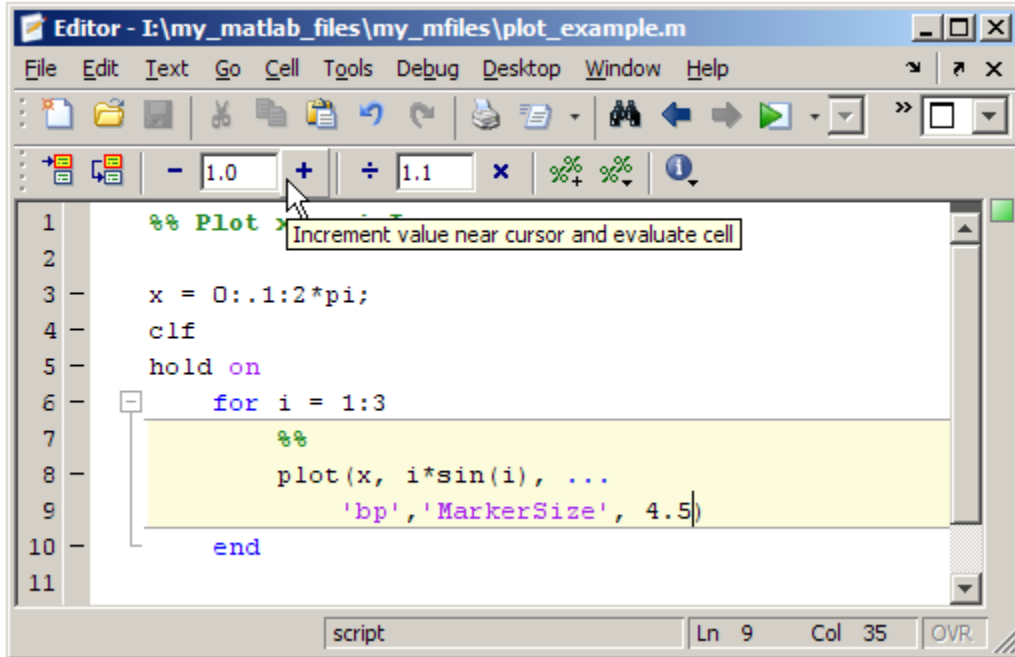 Editor - I:\my_matlab_files\my_mfiles\plot_example.m
File Edit Text Go Cell Tools Debug Desktop Window Help
»
- 1.0 + ÷ 1.1 ×
1 %% Plot
Increment value near cursor and evaluate cell
2
3 - x = 0:.1:2*pi;
4 - clf
5 - hold on
6 - for i = 1:3
7 %%
8 - plot(x, i*sin(i), ...
9 'bp','MarkerSize', 4.5)
10 - end
11
script Ln 9 Col 35 OVR